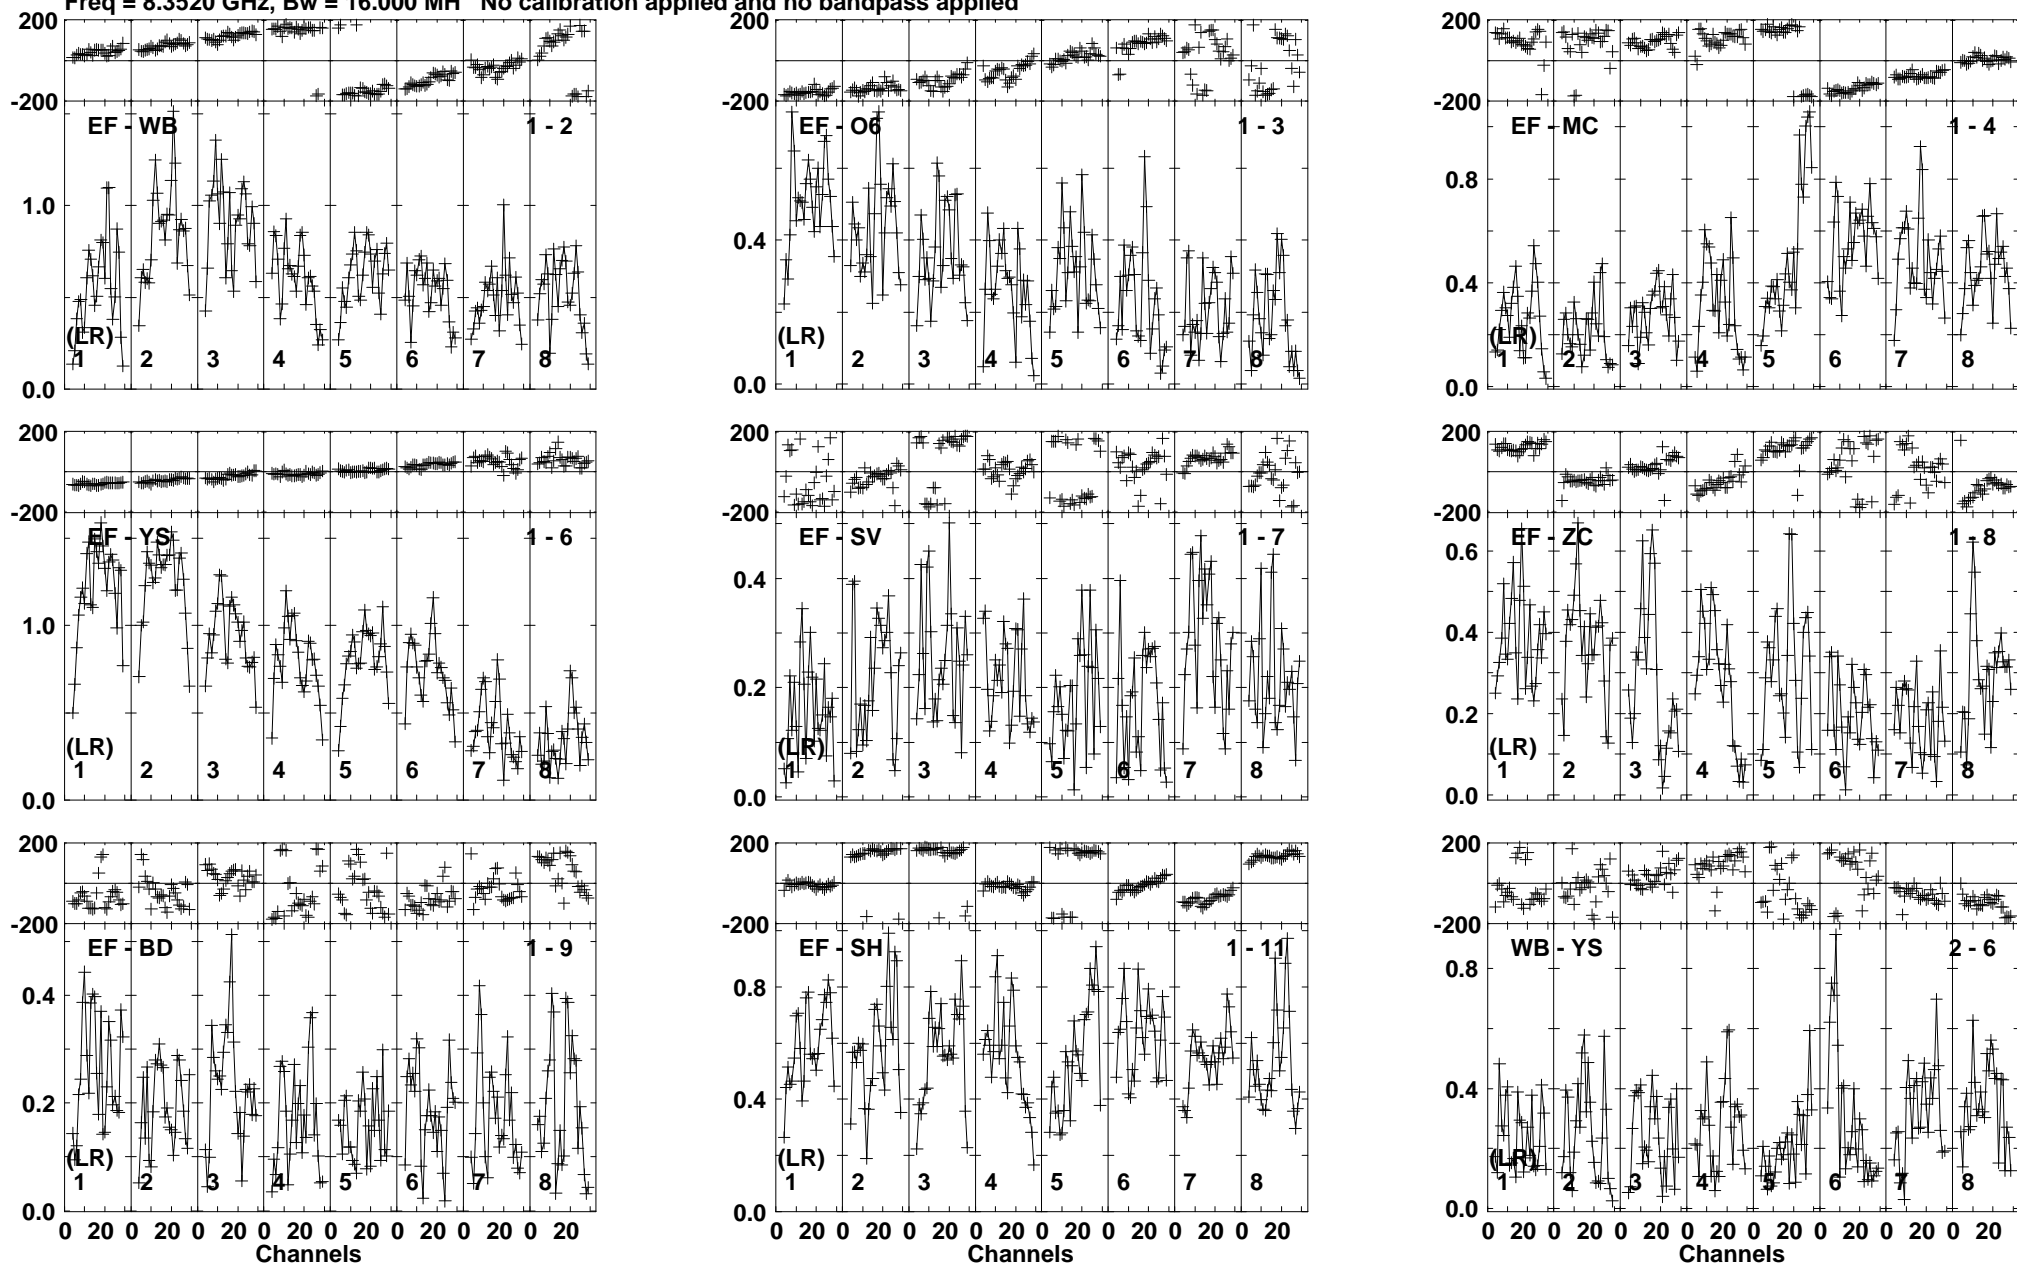 Freq = 8.3520 GHz, Bw = 16.000 MH No calibration applied and no bandpass applied
200
-200
EF - WB 1 - 2
1.0
(LR)
1 2 3 4 5 6 7 8
0.0
200
-200
EF - O6 1 - 3
0.4
(LR)
1 2 3 4 5 6 7 8
0.0
200
-200
EF - MC 1 - 4
0.8
0.4
(LR)
1 2 3 4 5 6 7 8
0.0
200
-200
EF - YS 1 - 6
1.0
(LR)
1 2 3 4 5 6 7 8
0.0
200
-200
EF - SV 1 - 7
0.4
0.2
(LR)
1 2 3 4 5 6 7 8
0.0
200
-200
EF - ZC 1 - 8
0.6
0.4
0.2
(LR)
1 2 3 4 5 6 7 8
0.0
200
-200
EF - BD 1 - 9
0.4
0.2
(LR)
1 2 3 4 5 6 7 8
0.0
0 20 0 20 0 20 0 20 0 20 0 20 0 20 0 20
Channels
200
-200
EF - SH 1 - 11
0.8
0.4
(LR)
1 2 3 4 5 6 7 8
0.0
0 20 0 20 0 20 0 20 0 20 0 20 0 20 0 20
Channels
200
-200
WB - YS 2 - 6
0.8
0.4
(LR)
1 2 3 4 5 6 7 8
0.0
0 20 0 20 0 20 0 20 0 20 0 20 0 20 0 20
Channels